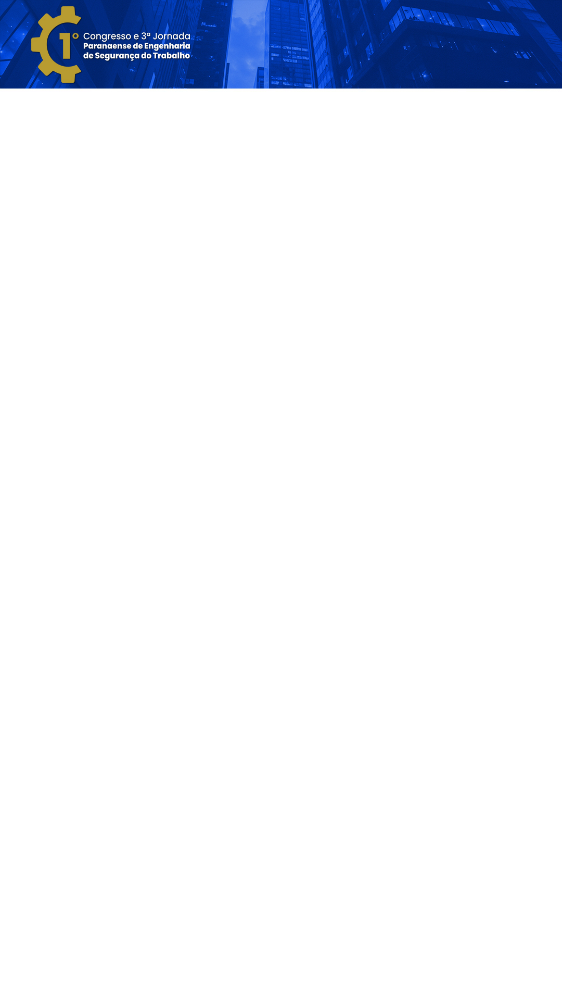 1º
Congresso e 3ª Jornada
Paranaense de Engenharia
de Segurança do Trabalho